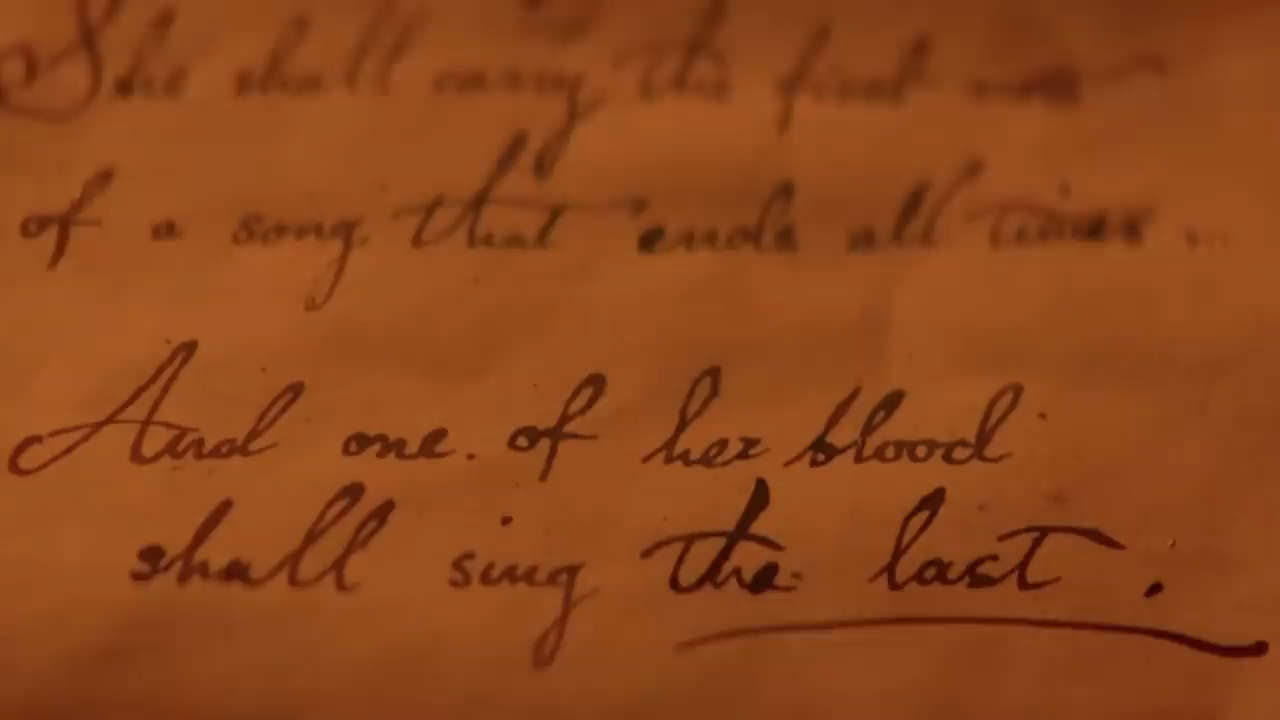 She shall carry the first
of a song that ends all times ...
And one of her blood
shall sing the last.